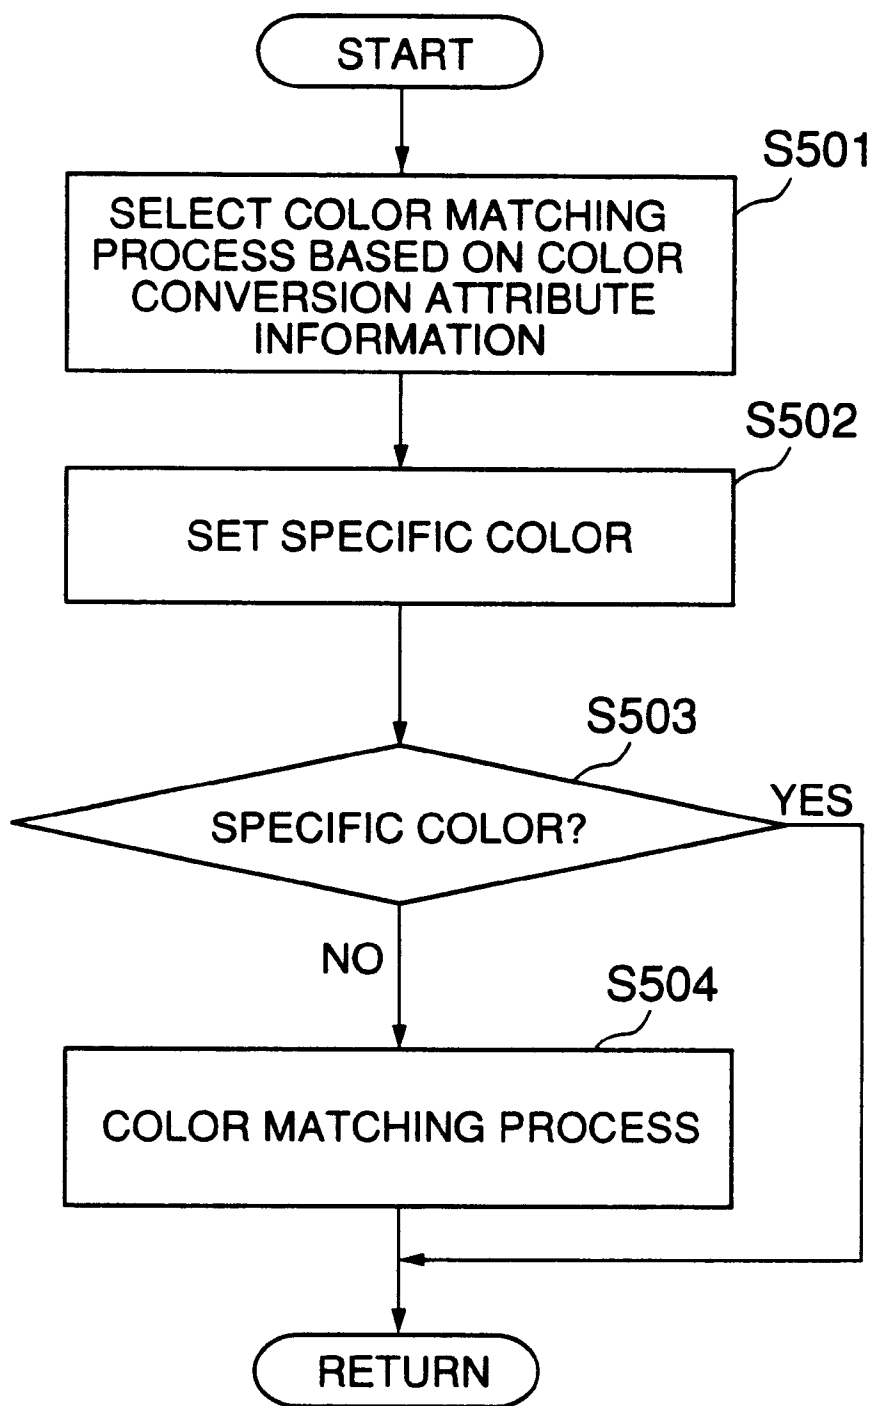 START
S501
SELECT COLOR MATCHING
PROCESS BASED ON COLOR
CONVERSION ATTRIBUTE
INFORMATION
S502
SET SPECIFIC COLOR
S503
SPECIFIC COLOR?
YES
NO
S504
COLOR MATCHING PROCESS
RETURN